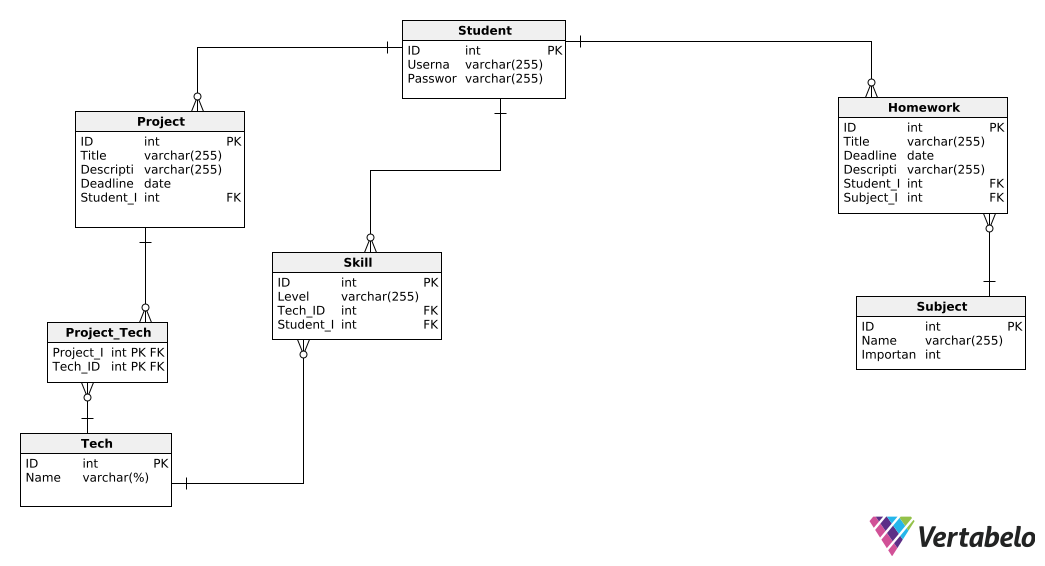 Student
ID int PK
Userna varchar(255)
Passwor varchar(255)
Project
ID int PK
Title varchar(255)
Descripti varchar(255)
Deadline date
Student_I int FK
Homework
ID int PK
Title varchar(255)
Deadline date
Descripti varchar(255)
Student_I int FK
Subject_I int FK
Skill
ID int PK
Level varchar(255)
Tech_ID int FK
Student_I int FK
Subject
ID int PK
Name varchar(255)
Importan int
Project_Tech
Project_I int PK FK
Tech_ID int PK FK
Tech
ID int PK
Name varchar(%)
Vertabelo